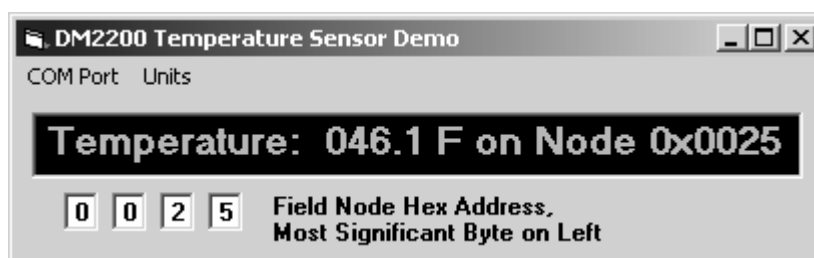 DM2200 Temperature Sensor Demo
COM Port Units
Temperature: 046.1 F on Node 0x0025
0 0 2 5 Field Node Hex Address,
Most Significant Byte on Left